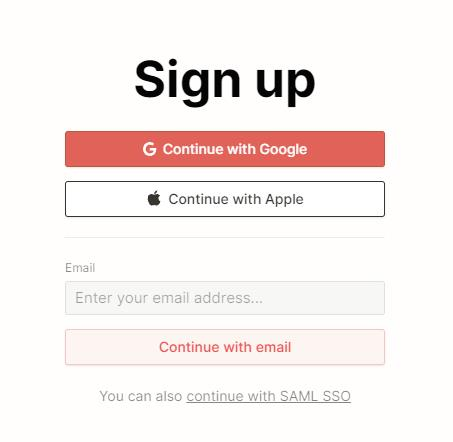 Sign up
Continue with Google
Continue with Apple
Email
Enter your email address...
Continue with email
You can also continue with SAML SSO